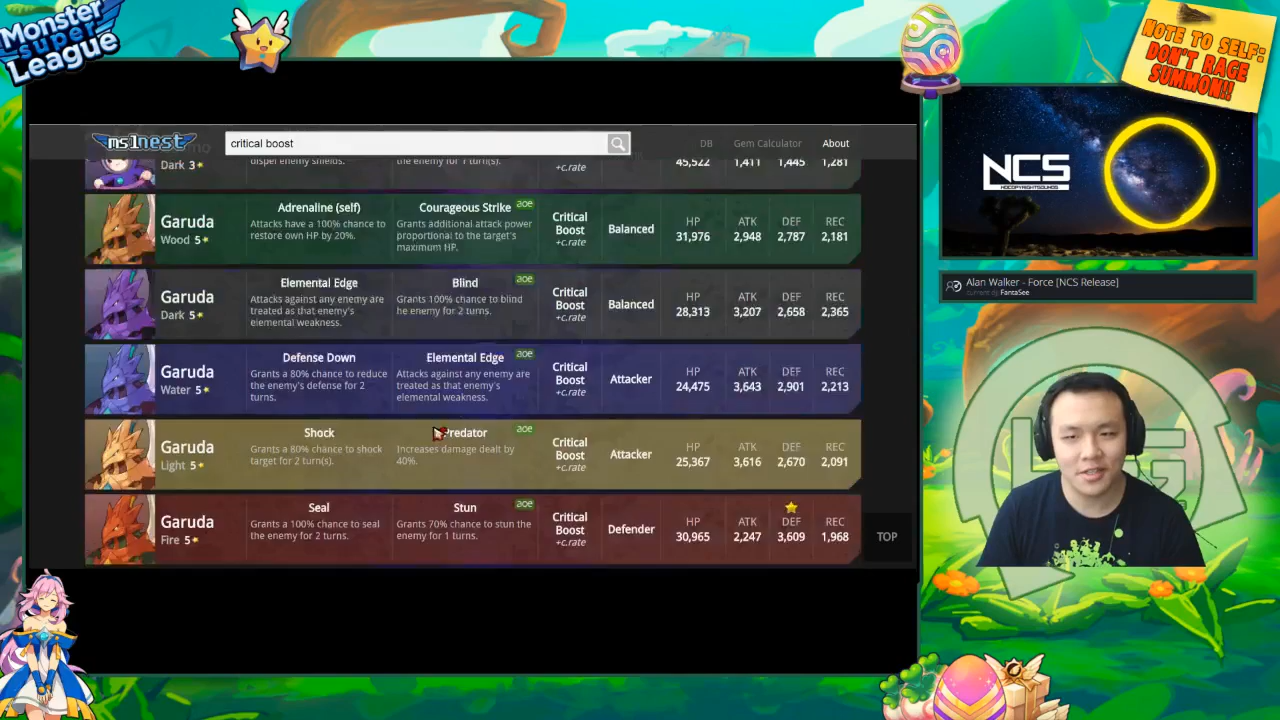 Monster
super
League
NOTE TO SELF:
DON'T RAGE
SUMMON!!
mslnest
critical boost
DB
Gem Calculator
About
Dark 3
dispel enemy shields.
the enemy for 1 turn(s).
+c.rate
45,522
1,411
1,445
1,281
Garuda
Wood 5
Adrenaline (self)
Attacks have a 100% chance to
restore own HP by 20%.
Courageous Strike
aoe
Grants additional attack power
proportional to the target's
maximum HP.
Critical
Boost
+c.rate
Balanced
HP
31,976
ATK
2,948
DEF
2,787
REC
2,181
Garuda
Dark 5
Elemental Edge
Attacks against any enemy are
treated as that enemy's
elemental weakness.
Blind
aoe
Grants 100% chance to blind
he enemy for 2 turns.
Critical
Boost
+c.rate
Balanced
HP
28,313
ATK
3,207
DEF
2,658
REC
2,365
Garuda
Water 5
Defense Down
Grants a 80% chance to reduce
the enemy's defense for 2
turns.
Elemental Edge
aoe
Attacks against any enemy are
treated as that enemy's
elemental weakness.
Critical
Boost
+c.rate
Attacker
HP
24,475
ATK
3,643
DEF
2,901
REC
2,213
Garuda
Light 5
Shock
Grants a 80% chance to shock
target for 2 turn(s).
Predator
aoe
Increases damage dealt by
40%.
Critical
Boost
+c.rate
Attacker
HP
25,367
ATK
3,616
DEF
2,670
REC
2,091
Garuda
Fire 5
Seal
Grants a 100% chance to seal
the enemy for 2 turns.
Stun
aoe
Grants 70% chance to stun the
enemy for 1 turns.
Critical
Boost
+c.rate
Defender
HP
30,965
ATK
2,247
DEF
3,609
REC
1,968
TOP
NCS
NOCOPYRIGHTSOUNDS
Alan Walker - Force [NCS Release]
current dj FantaSee